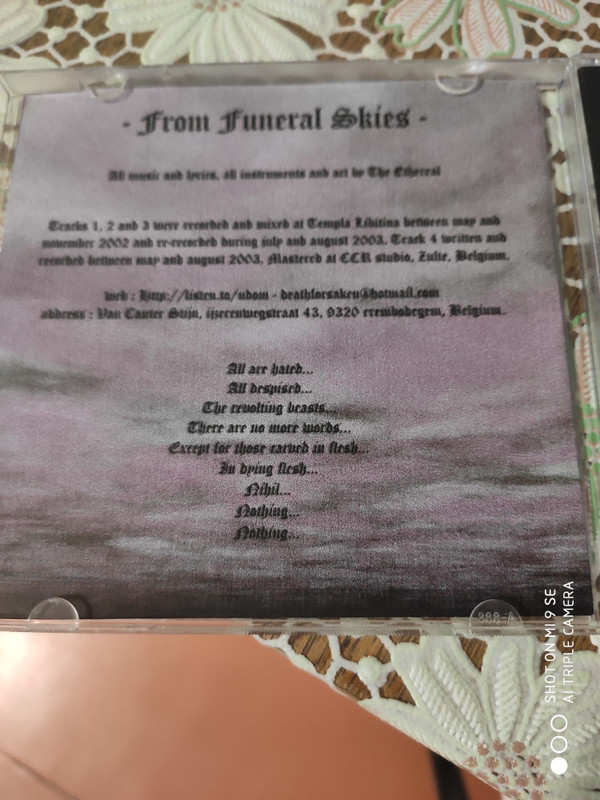 - From Funeral Skies -
All music and lyrics, all instruments and art by The Ethereal
Tracks 1, 2 and 3 were recorded and mixed at Templa Libitina between may and
november 2002 and re-recorded during july and august 2003. Track 4 written and
recorded between may and august 2003. Mastered at CCR studio, Zulte, Belgium.
web : Http://listen.to/udom - deathforsaken@hotmail.com
address : Van Cauter Stijn, ijzerenwegstraat 43, 9320 erembodegem, Belgium.
All are hated...
All despised...
The revolting beasts...
There are no more words...
Except for those carved in flesh...
In dying flesh...
Nihil...
Nothing...
Nothing...
SHOT ON MI 9 SE
AI TRIPLE CAMERA